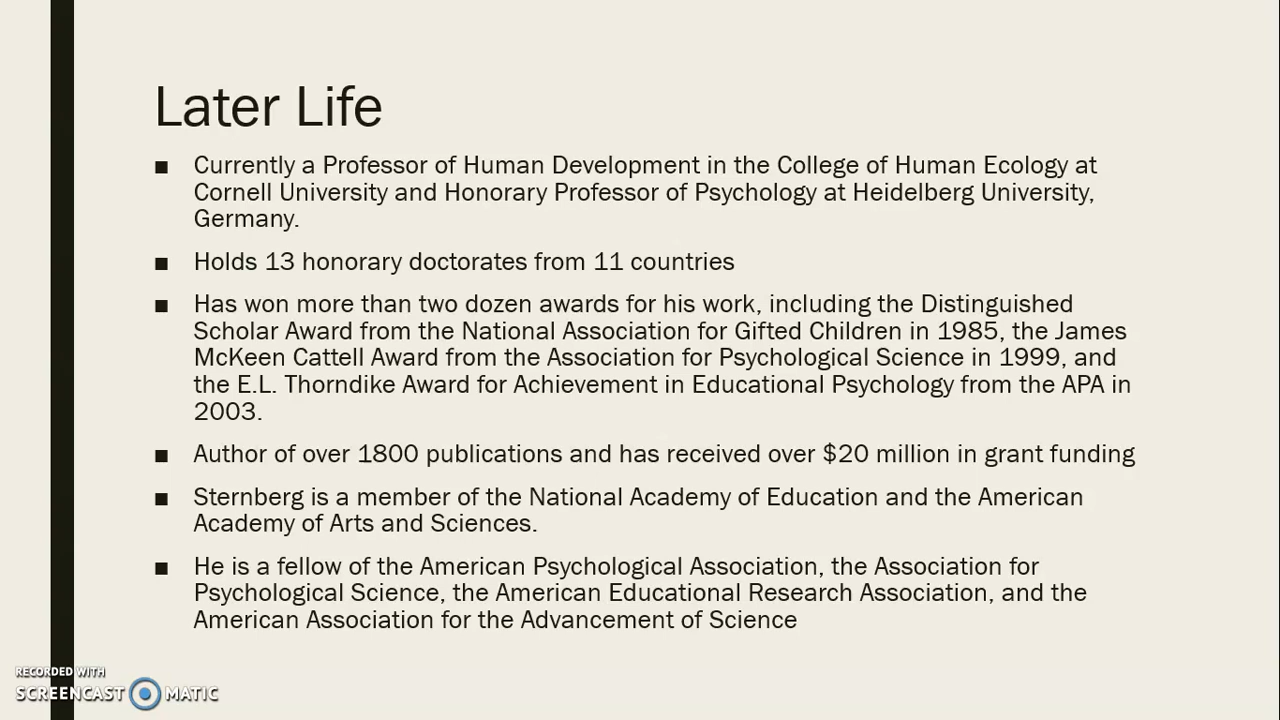 Later Life
■ Currently a Professor of Human Development in the College of Human Ecology at
Cornell University and Honorary Professor of Psychology at Heidelberg University,
Germany.
■ Holds 13 honorary doctorates from 11 countries
■ Has won more than two dozen awards for his work, including the Distinguished
Scholar Award from the National Association for Gifted Children in 1985, the James
McKeen Cattell Award from the Association for Psychological Science in 1999, and
the E.L. Thorndike Award for Achievement in Educational Psychology from the APA in
2003.
■ Author of over 1800 publications and has received over $20 million in grant funding
■ Sternberg is a member of the National Academy of Education and the American
Academy of Arts and Sciences.
■ He is a fellow of the American Psychological Association, the Association for
Psychological Science, the American Educational Research Association, and the
American Association for the Advancement of Science
RECORDED WITH
SCREENCAST MATIC